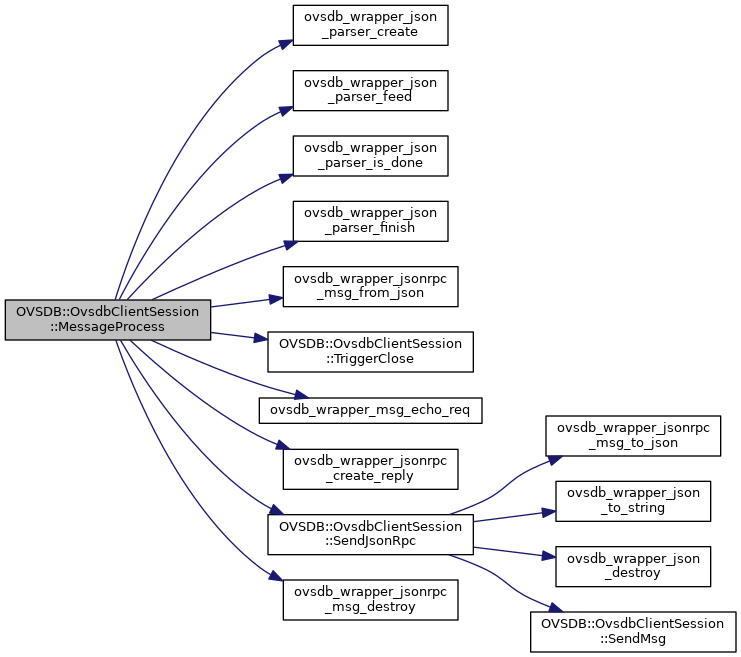 ovsdb_wrapper_json
_parser_create
ovsdb_wrapper_json
_parser_feed
ovsdb_wrapper_json
_parser_is_done
ovsdb_wrapper_json
_parser_finish
ovsdb_wrapper_jsonrpc
_msg_from_json
OVSDB::OvsdbClientSession
::MessageProcess
OVSDB::OvsdbClientSession
::TriggerClose
ovsdb_wrapper_msg_echo_req
ovsdb_wrapper_jsonrpc
_create_reply
OVSDB::OvsdbClientSession
::SendJsonRpc
ovsdb_wrapper_jsonrpc
_msg_destroy
ovsdb_wrapper_jsonrpc
_msg_to_json
ovsdb_wrapper_json
_to_string
ovsdb_wrapper_json
_destroy
OVSDB::OvsdbClientSession
::SendMsg